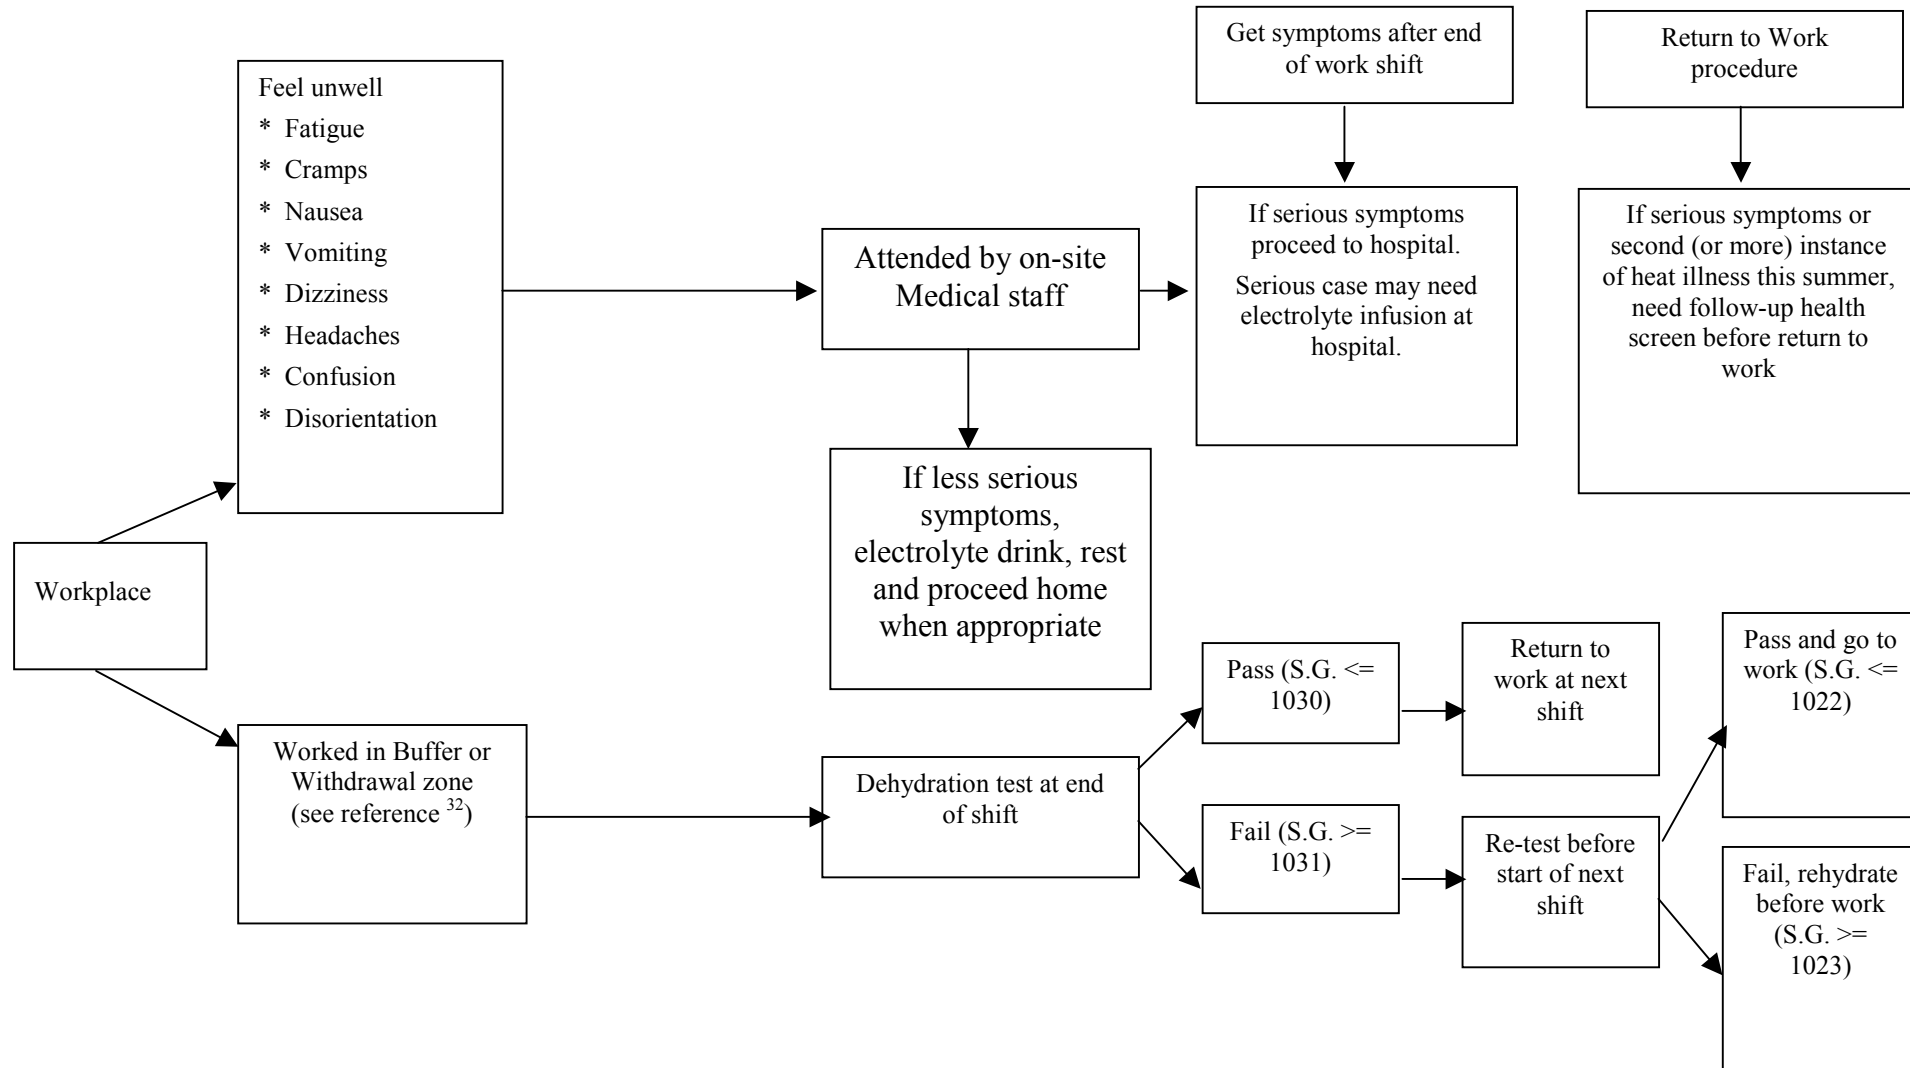 Get symptoms after end
of work shift
Return to Work
procedure
Feel unwell
* Fatigue
* Cramps
* Nausea
* Vomiting
* Dizziness
* Headaches
* Confusion
* Disorientation
Attended by on-site
Medical staff
If serious symptoms
proceed to hospital.
Serious case may need
electrolyte infusion at
hospital.
If serious symptoms or
second (or more) instance
of heat illness this summer,
need follow-up health
screen before return to
work
If less serious
symptoms,
electrolyte drink, rest
and proceed home
when appropriate
Workplace
Worked in Buffer or
Withdrawal zone
(see reference 32)
Dehydration test at end
of shift
Pass (S.G. <=
1030)
Return to
work at next
shift
Pass and go to
work (S.G. <=
1022)
Fail (S.G. >=
1031)
Re-test before
start of next
shift
Fail, rehydrate
before work
(S.G. >=
1023)